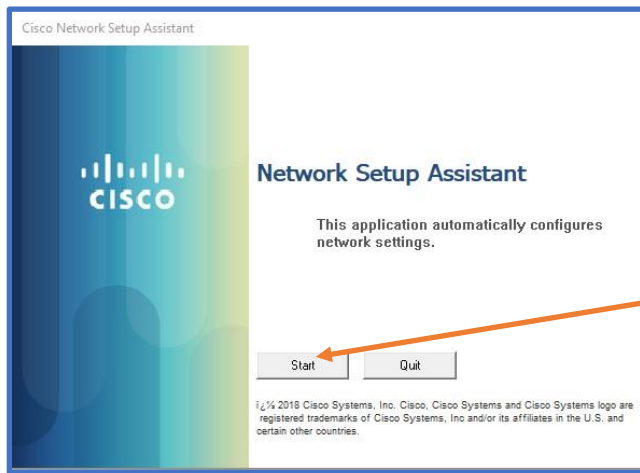 Cisco Network Setup Assistant
CISCO
Network Setup Assistant
This application automatically configures
network settings.
Start
Quit
ï¿½ 2018 Cisco Systems, Inc. Cisco, Cisco Systems and Cisco Systems logo are
registered trademarks of Cisco Systems, Inc and/or its affiliates in the U.S. and
certain other countries.